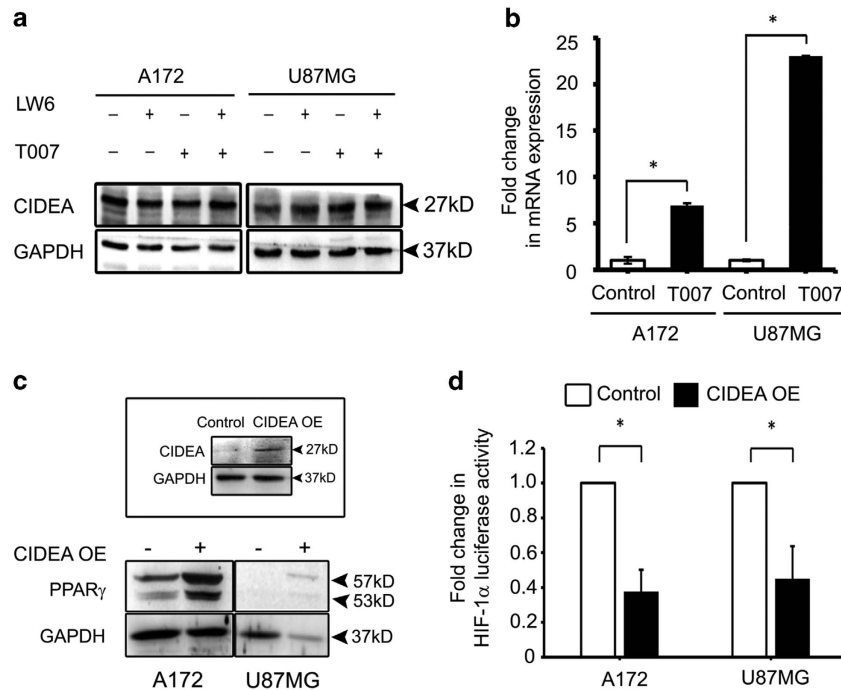 a
A172 U87MG
LW6 – + – + – + – +
T007 – – + + – – + +
CIDEA 27kD
GAPDH 37kD
b
Fold change
in mRNA expression
25
20
15
10
5
0
* *
Control T007 Control T007
A172 U87MG
c
Control CIDEA OE
CIDEA 27kD
GAPDH 37kD
CIDEA OE - + - +
PPARγ 57kD
53kD
GAPDH 37kD
A172 U87MG
d
Control CIDEA OE
Fold change in
HIF-1α luciferase activity
1.2
1.0
0.8
0.6
0.4
0.2
0
* *
A172 U87MG